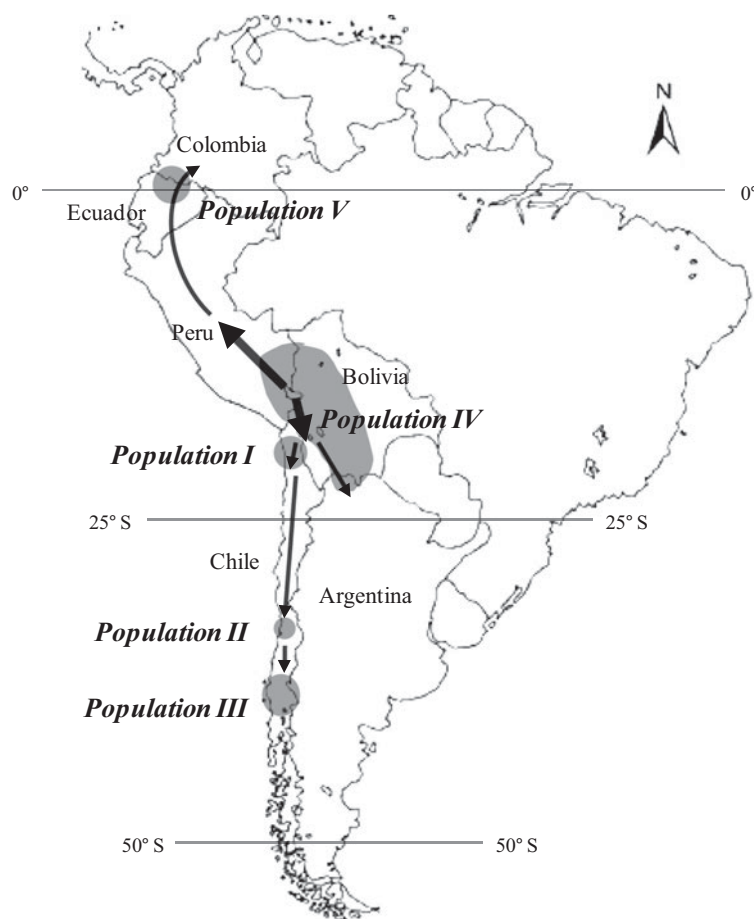 N
Colombia
0° 0°
Ecuador Population V
Peru
Bolivia
Population IV
Population I
25° S 25° S
Chile
Argentina
Population II
Population III
50° S 50° S